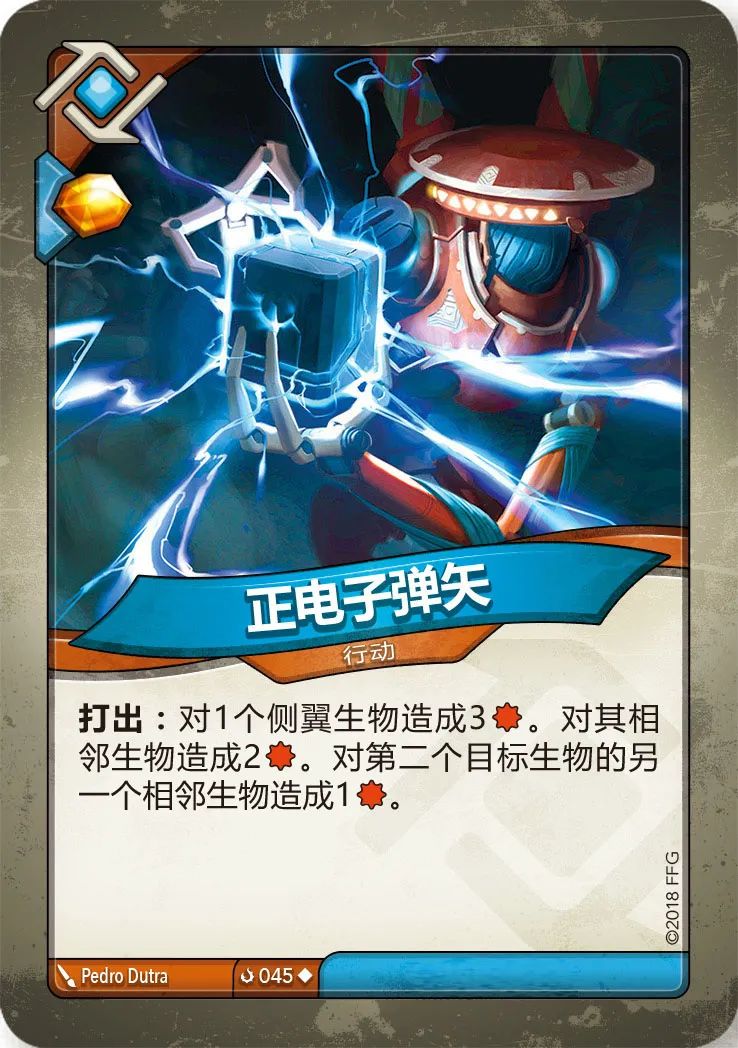 正电子弹矢
行动
打出：对1个侧翼生物造成3。对其相
邻生物造成2。对第二个目标生物的另
一个相邻生物造成1。
©2018 FFG
Pedro Dutra
045